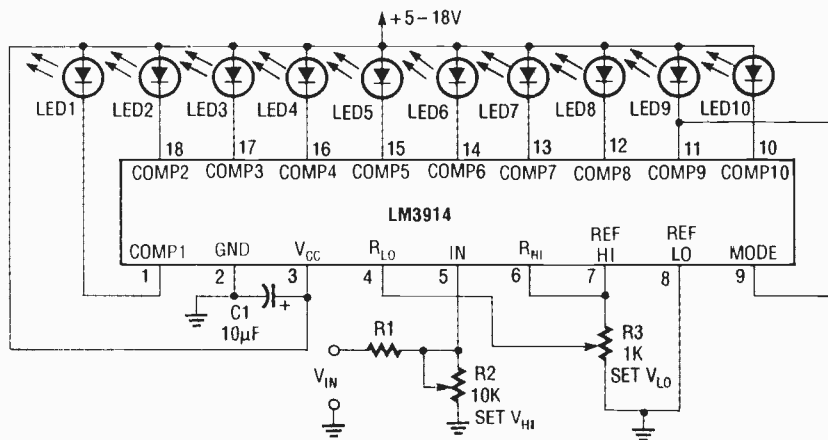 +5–18V
LED1 LED2 LED3 LED4 LED5 LED6 LED7 LED8 LED9 LED10
18 17 16 15 14 13 12 11 10
COMP2 COMP3 COMP4 COMP5 COMP6 COMP7 COMP8 COMP9 COMP10
LM3914
COMP1 GND VCC RLO IN RHI REF HI REF LO MODE
1 2 3 4 5 6 7 8 9
C1
10µF
+
R1
VIN
R2
10K
SET VHI
R3
1K
SET VLO